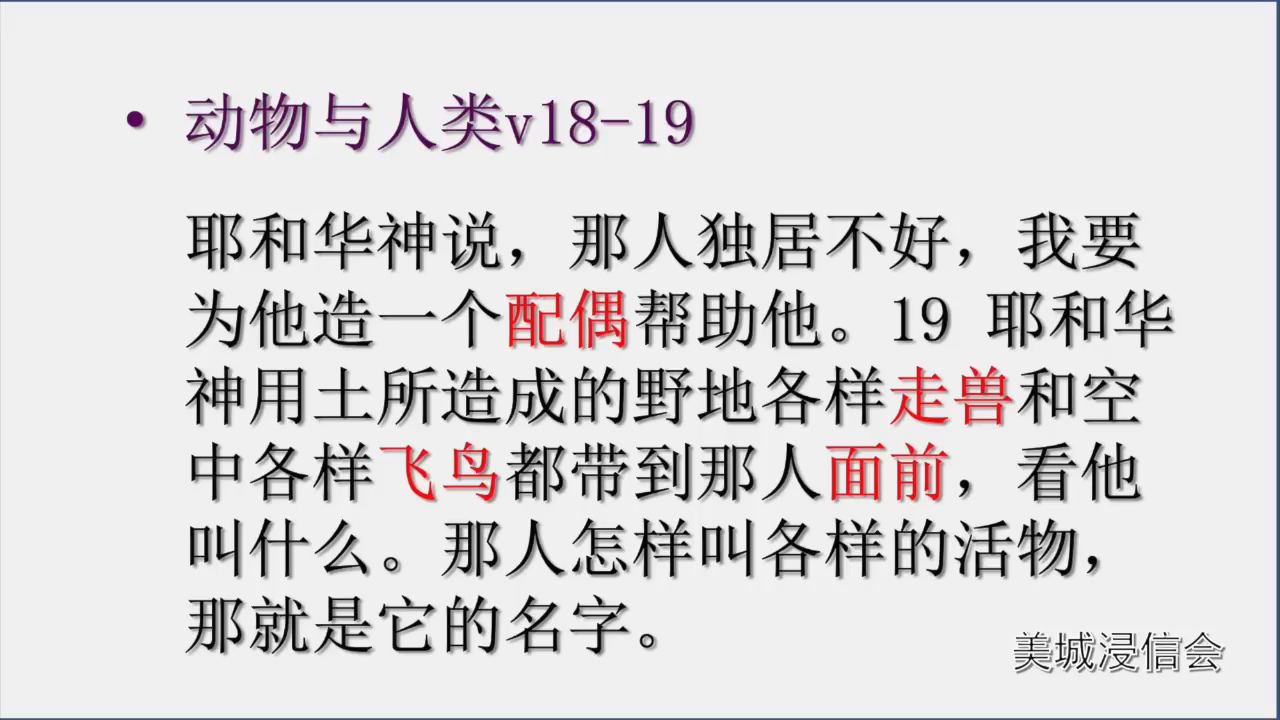 • 动物与人类v18-19
耶和华神说，那人独居不好，我要
为他造一个配偶帮助他。19 耶和华
神用土所造成的野地各样走兽和空
中各样飞鸟都带到那人面前，看他
叫什么。那人怎样叫各样的活物，
那就是它的名字。
美城浸信会